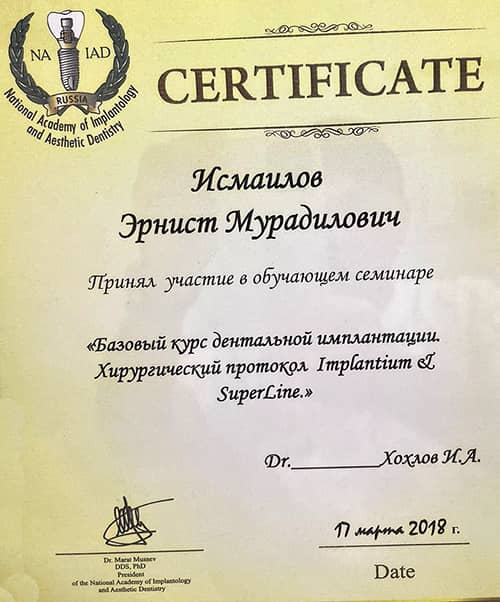 NA IAD
RUSSIA
National Academy of Implantology
and Aesthetic Dentistry
CERTIFICATE
Исмаилов
Эрнист Мурадилович
Принял участие в обучающем семинаре
«Базовый курс дентальной имплантации.
Хирургический протокол Implantium &
SuperLine.»
Dr.________Хохлов И.А.
17 марта 2018 г.
Date
Dr. Marat Musaev
DDS, PhD
President
of the National Academy of Implantology
and Aesthetic Dentistry